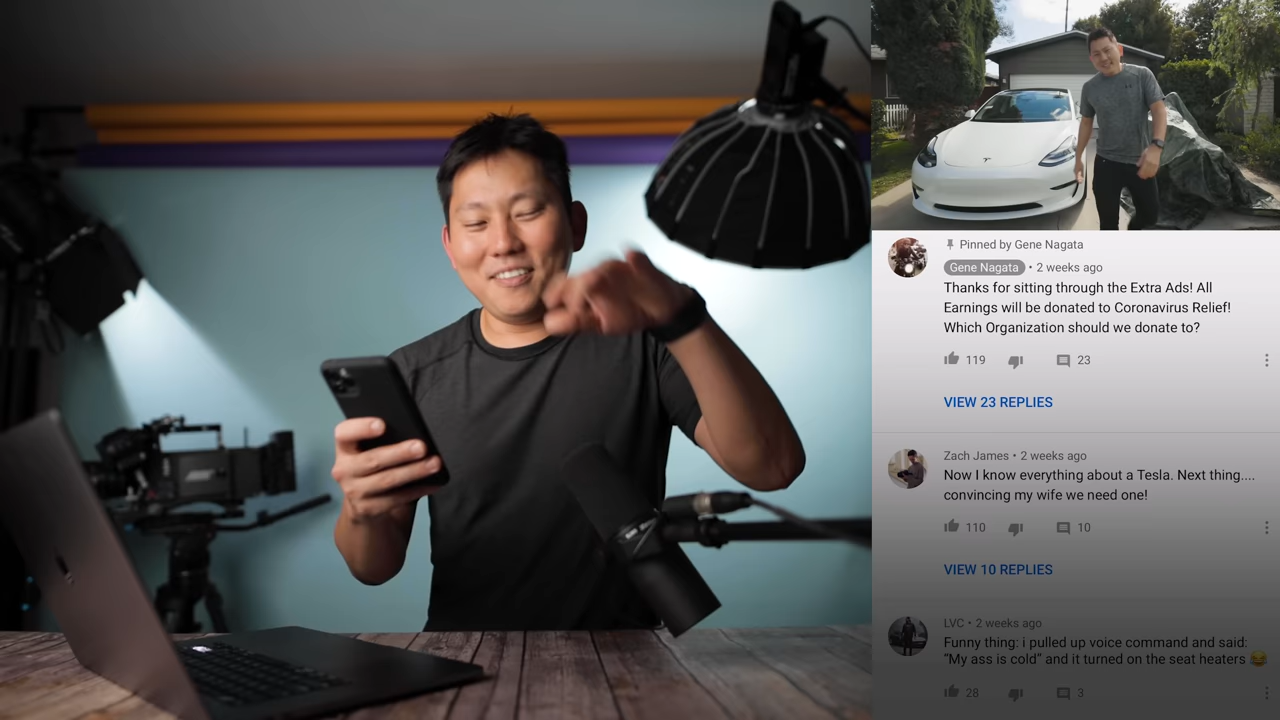 Pinned by Gene Nagata
Gene Nagata • 2 weeks ago
Thanks for sitting through the Extra Ads! All
Earnings will be donated to Coronavirus Relief!
Which Organization should we donate to?
119 23
VIEW 23 REPLIES
Zach James • 2 weeks ago
Now I know everything about a Tesla. Next thing....
convincing my wife we need one!
110 10
VIEW 10 REPLIES
LVC • 2 weeks ago
Funny thing: i pulled up voice command and said:
“My ass is cold” and it turned on the seat heaters 😂
28 3